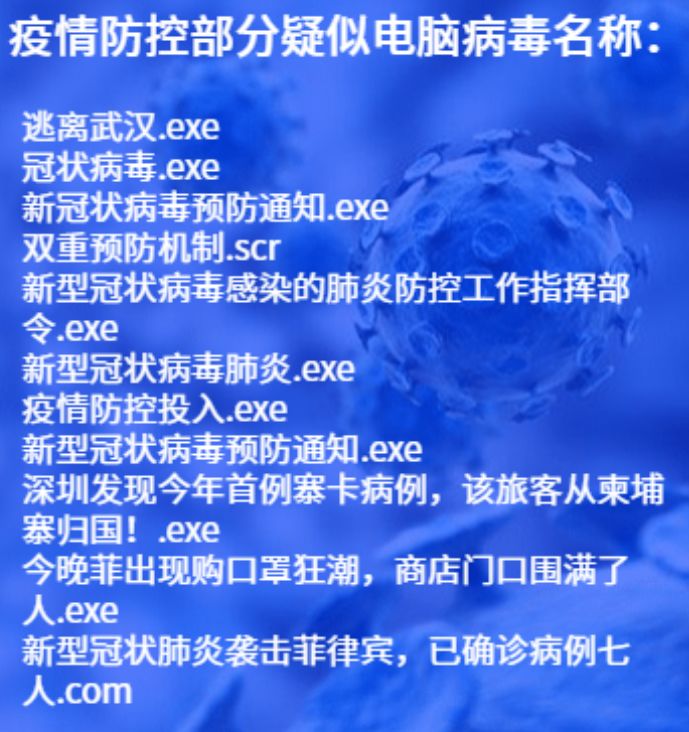 疫情防控部分疑似电脑病毒名称：
逃离武汉.exe
冠状病毒.exe
新冠状病毒预防通知.exe
双重预防机制.scr
新型冠状病毒感染的肺炎防控工作指挥部
令.exe
新型冠状病毒肺炎.exe
疫情防控投入.exe
新型冠状病毒预防通知.exe
深圳发现今年首例寨卡病例，该旅客从柬埔
寨归国！.exe
今晚菲出现购口罩狂潮，商店门口围满了
人.exe
新型冠状肺炎袭击菲律宾，已确诊病例七
人.com